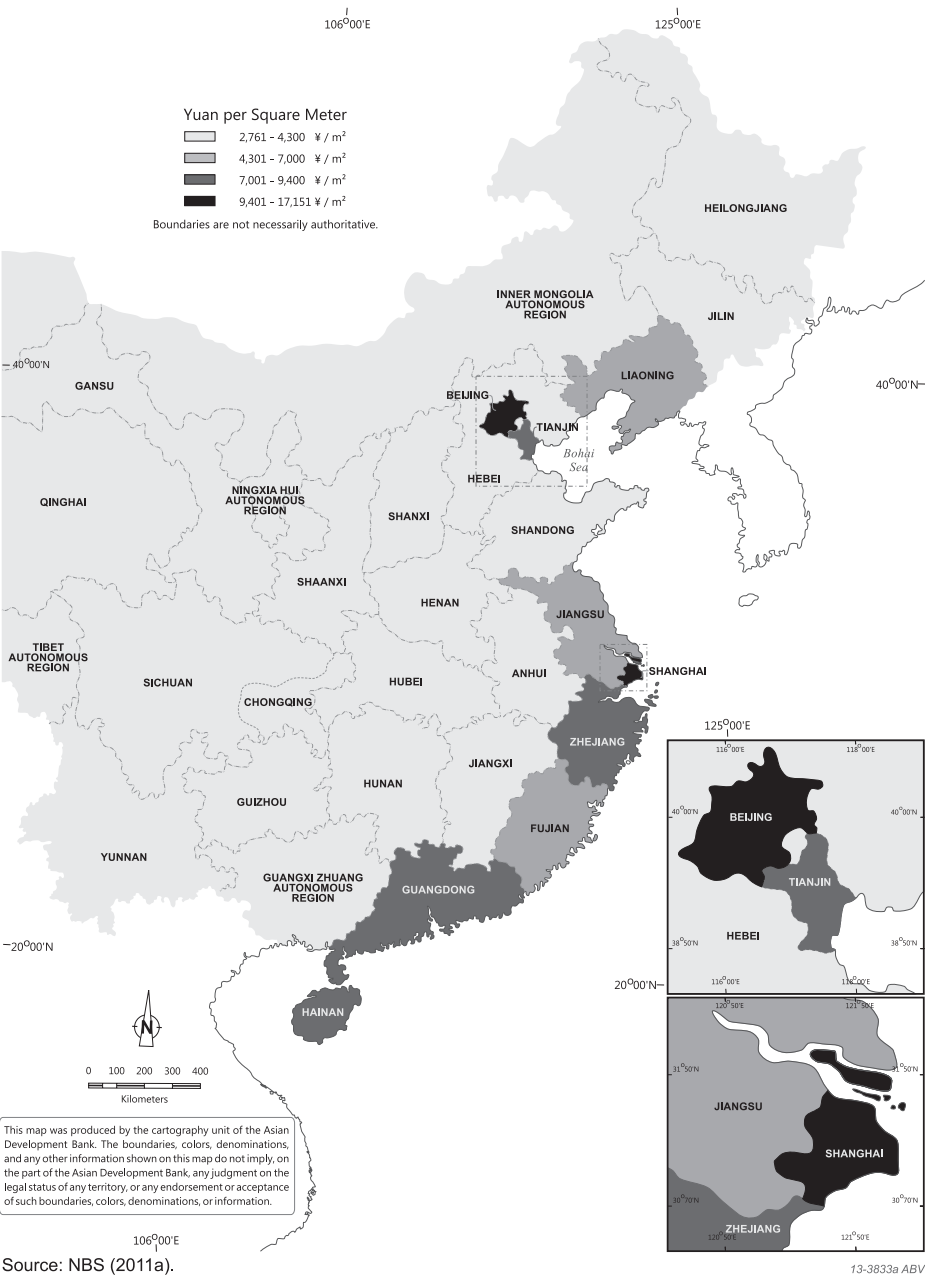 106°00'E
125°00'E
Yuan per Square Meter
2,761 – 4,300 ¥ / m²
4,301 – 7,000 ¥ / m²
7,001 – 9,400 ¥ / m²
9,401 – 17,151 ¥ / m²
Boundaries are not necessarily authoritative.
HEILONGJIANG
INNER MONGOLIA
AUTONOMOUS
REGION
JILIN
40°00'N
40°00'N
GANSU
LIAONING
BEIJING
TIANJIN
Bohai
Sea
HEBEI
QINGHAI
NINGXIA HUI
AUTONOMOUS
REGION
SHANXI
SHANDONG
SHAANXI
HENAN
JIANGSU
TIBET
AUTONOMOUS
REGION
SICHUAN
CHONGQING
HUBEI
ANHUI
SHANGHAI
ZHEJIANG
JIANGXI
HUNAN
GUIZHOU
FUJIAN
YUNNAN
GUANGXI ZHUANG
AUTONOMOUS
REGION
GUANGDONG
20°00'N
20°00'N
HAINAN
N
0 100 200 300 400
Kilometers
125°00'E
116°00'E
118°00'E
40°00'N
40°00'N
BEIJING
TIANJIN
HEBEI
38°50'N
38°50'N
116°00'E
118°00'E
120°50'E
121°50'E
31°50'N
31°50'N
JIANGSU
SHANGHAI
30°70'N
30°70'N
ZHEJIANG
120°50'E
121°50'E
This map was produced by the cartography unit of the Asian
Development Bank. The boundaries, colors, denominations,
and any other information shown on this map do not imply, on
the part of the Asian Development Bank, any judgment on the
legal status of any territory, or any endorsement or acceptance
of such boundaries, colors, denominations, or information.
106°00'E
Source: NBS (2011a).
13-3833a ABV